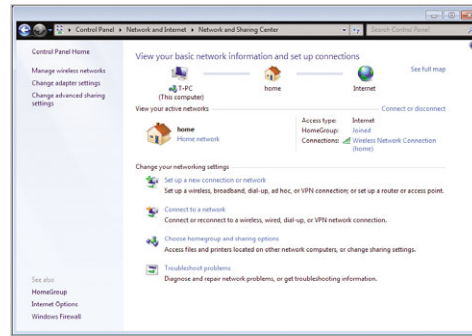 Control Panel ▸ Network and Internet ▸ Network and Sharing Center
Search Control Panel
Control Panel Home
Manage wireless networks
Change adapter settings
Change advanced sharing
settings
View your basic network information and set up connections
See full map
T-PC
(This computer)
home
Internet
View your active networks
Connect or disconnect
home
Home network
Access type: Internet
HomeGroup: Joined
Connections: Wireless Network Connection
(home)
Change your networking settings
Set up a new connection or network
Set up a wireless, broadband, dial-up, ad hoc, or VPN connection; or set up a router or access point.
Connect to a network
Connect or reconnect to a wireless, wired, dial-up, or VPN network connection.
Choose homegroup and sharing options
Access files and printers located on other network computers, or change sharing settings.
Troubleshoot problems
Diagnose and repair network problems, or get troubleshooting information.
See also
HomeGroup
Internet Options
Windows Firewall